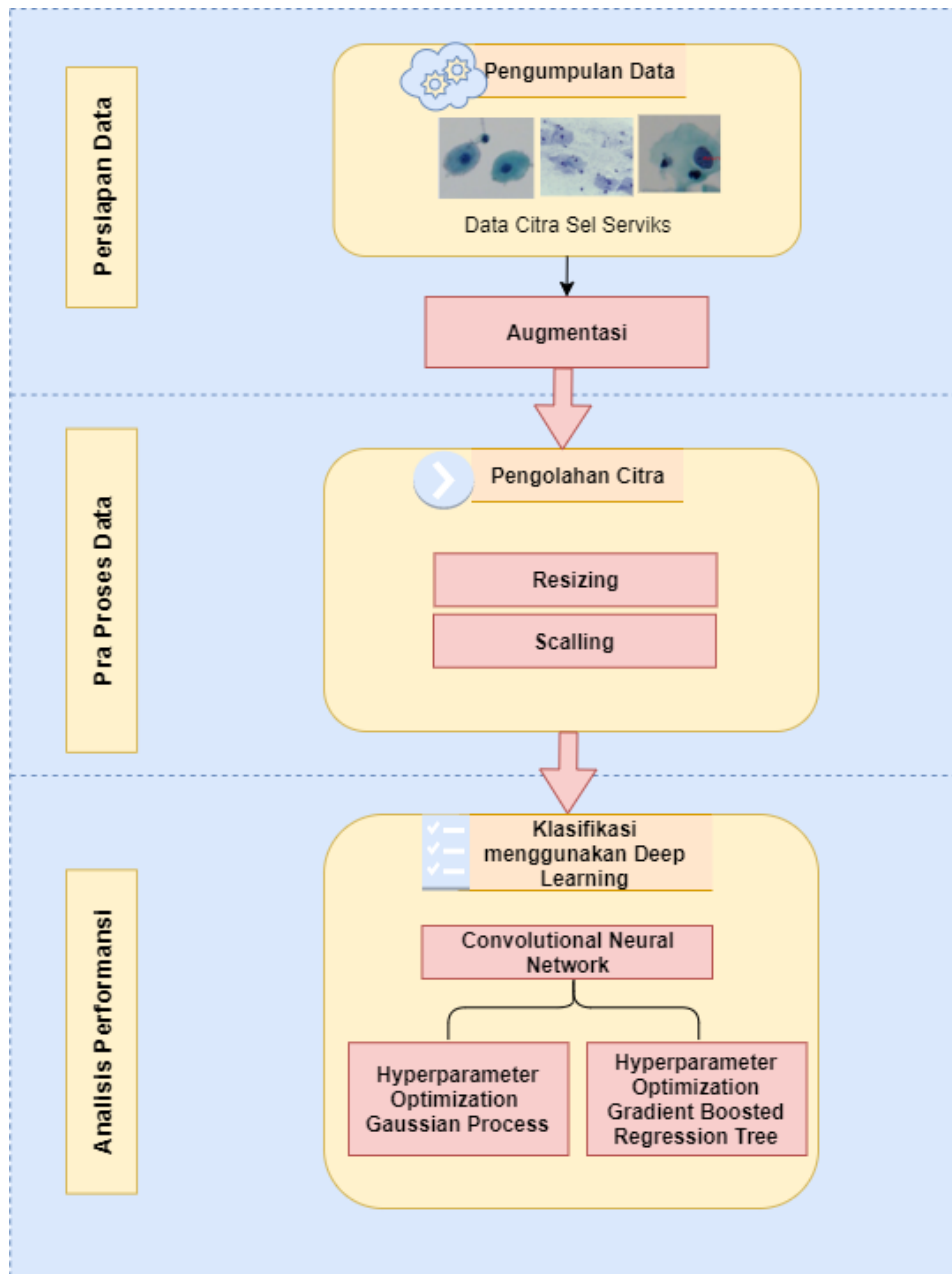 Persiapan Data
Pengumpulan Data
Data Citra Sel Serviks
Augmentasi
Pra Proses Data
Pengolahan Citra
Resizing
Scalling
Analisis Performansi
Klasifikasi
menggunakan Deep
Learning
Convolutional Neural
Network
Hyperparameter
Optimization
Gaussian Process
Hyperparameter
Optimization
Gradient Boosted
Regression Tree